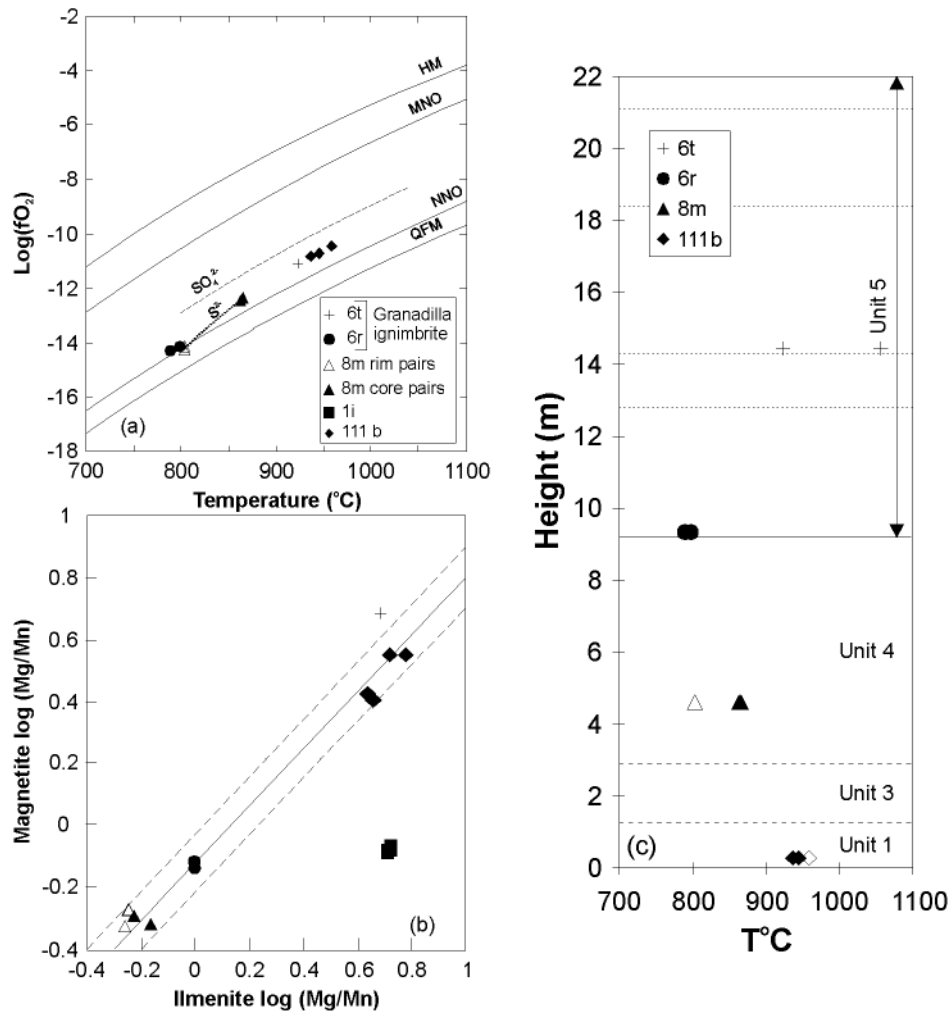 -2
-4
-6
-8
-10
-12
-14
-16
-18
Log(fO₂)
HM
MNO
NNO
QFM
SO₄²⁻
S²⁻
+ 6t
● 6r
Granadilla
ignimbrite
△ 8m rim pairs
▲ 8m core pairs
■ 1i
◆ 111 b
(a)
700 800 900 1000 1100
Temperature (°C)
1
0.8
0.6
0.4
0.2
0
-0.2
-0.4
Magnetite log (Mg/Mn)
(b)
-0.4 -0.2 0 0.2 0.4 0.6 0.8 1
Ilmenite log (Mg/Mn)
22
20
18
16
14
12
10
8
6
4
2
0
Height (m)
+ 6t
● 6r
▲ 8m
◆ 111b
Unit 5
Unit 4
Unit 3
Unit 1
(c)
700 800 900 1000 1100
T°C